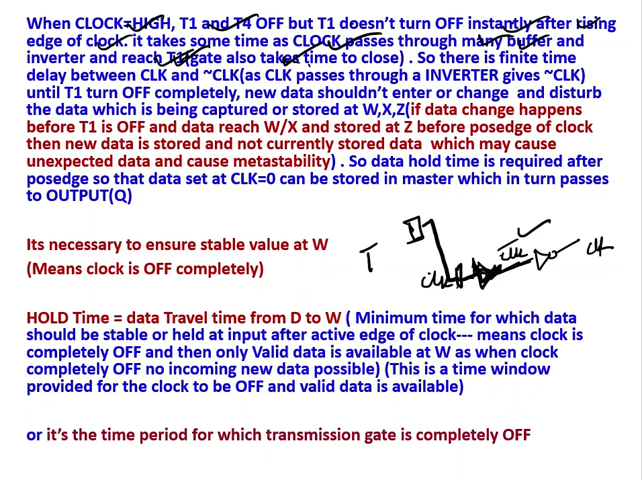 When CLOCK=HIGH, T1 and T4 OFF but T1 doesn't turn OFF instantly after rising
edge of clock. it takes some time as CLOCK passes through many buffer and
inverter and reach T1(gate also takes time to close) . So there is finite time
delay between CLK and ~CLK(as CLK passes through a INVERTER gives ~CLK)
until T1 turn OFF completely, new data shouldn't enter or change and disturb
the data which is being captured or stored at W,X,Z(if data change happens
before T1 is OFF and data reach W/X and stored at Z before posedge of clock
then new data is stored and not currently stored data which may cause
unexpected data and cause metastability) . So data hold time is required after
posedge so that data set at CLK=0 can be stored in master which in turn passes
to OUTPUT(Q)
Its necessary to ensure stable value at W
(Means clock is OFF completely)
T
D
HOLD Time = data Travel time from D to W ( Minimum time for which data
should be stable or held at input after active edge of clock--- means clock is
completely OFF and then only Valid data is available at W as when clock
completely OFF no incoming new data possible) (This is a time window
provided for the clock to be OFF and valid data is available)
or it's the time period for which transmission gate is completely OFF